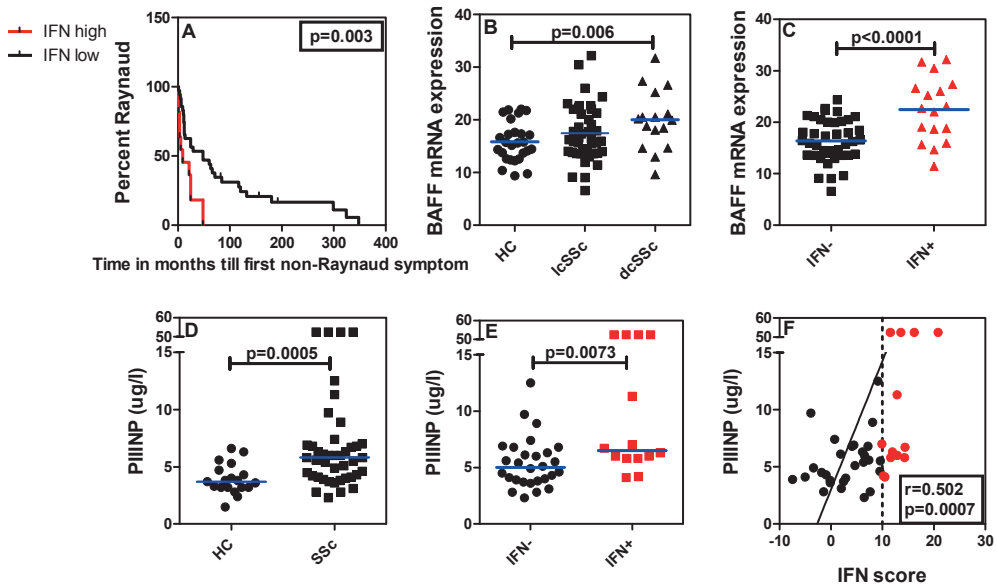 IFN high
IFN low
A
p=0.003
Percent Raynaud
150
100
50
0
0 100 200 300 400
Time in months till first non-Raynaud symptom
B
p=0.006
BAFF mRNA expression
40
30
20
10
0
HC
lcSSc
dcSSc
C
p<0.0001
BAFF mRNA expression
40
30
20
10
0
IFN-
IFN+
D
p=0.0005
PIIINP (ug/l)
60
50
15
10
5
0
HC
SSc
E
p=0.0073
PIIINP (ug/l)
60
50
15
10
5
0
IFN-
IFN+
F
PIIINP (ug/l)
60
50
15
10
5
0
r=0.502
p=0.0007
-10 0 10 20 30
IFN score